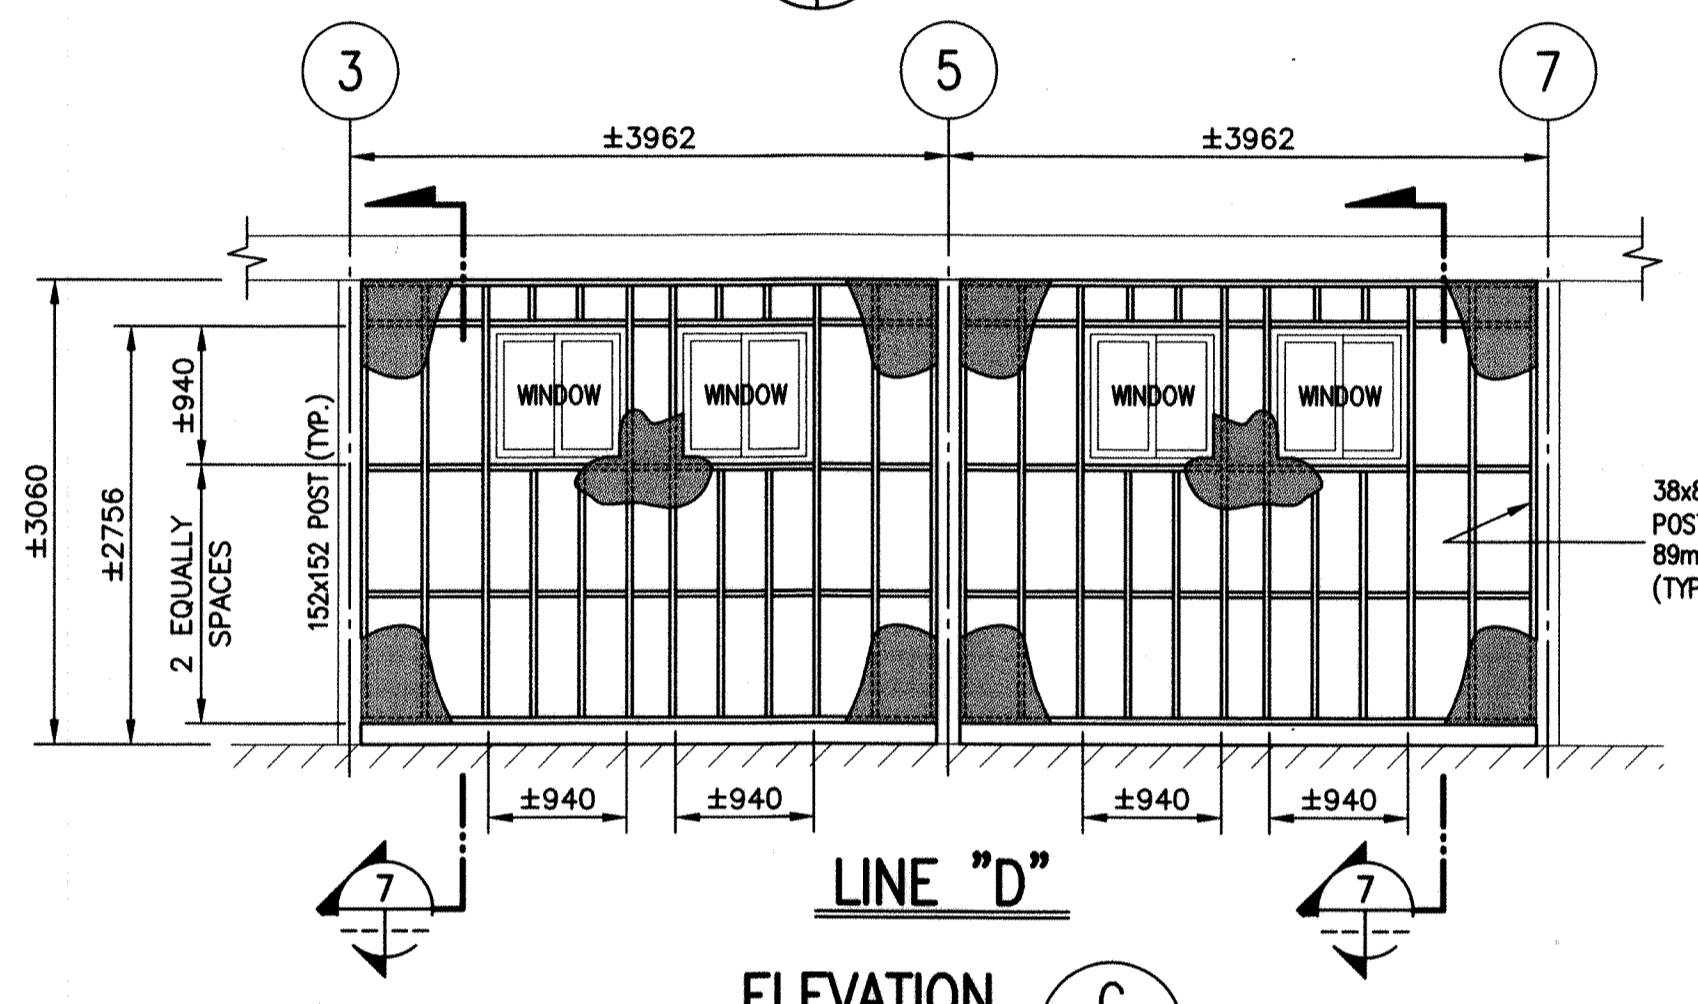 3
5
7
±3962
±3962
WINDOW
WINDOW
WINDOW
WINDOW
±940
±2756
±3060
2 EQUALLY
SPACES
152x152 POST (TYP.)
±940
±940
±940
±940
7
7
LINE "D"
ELEVATION